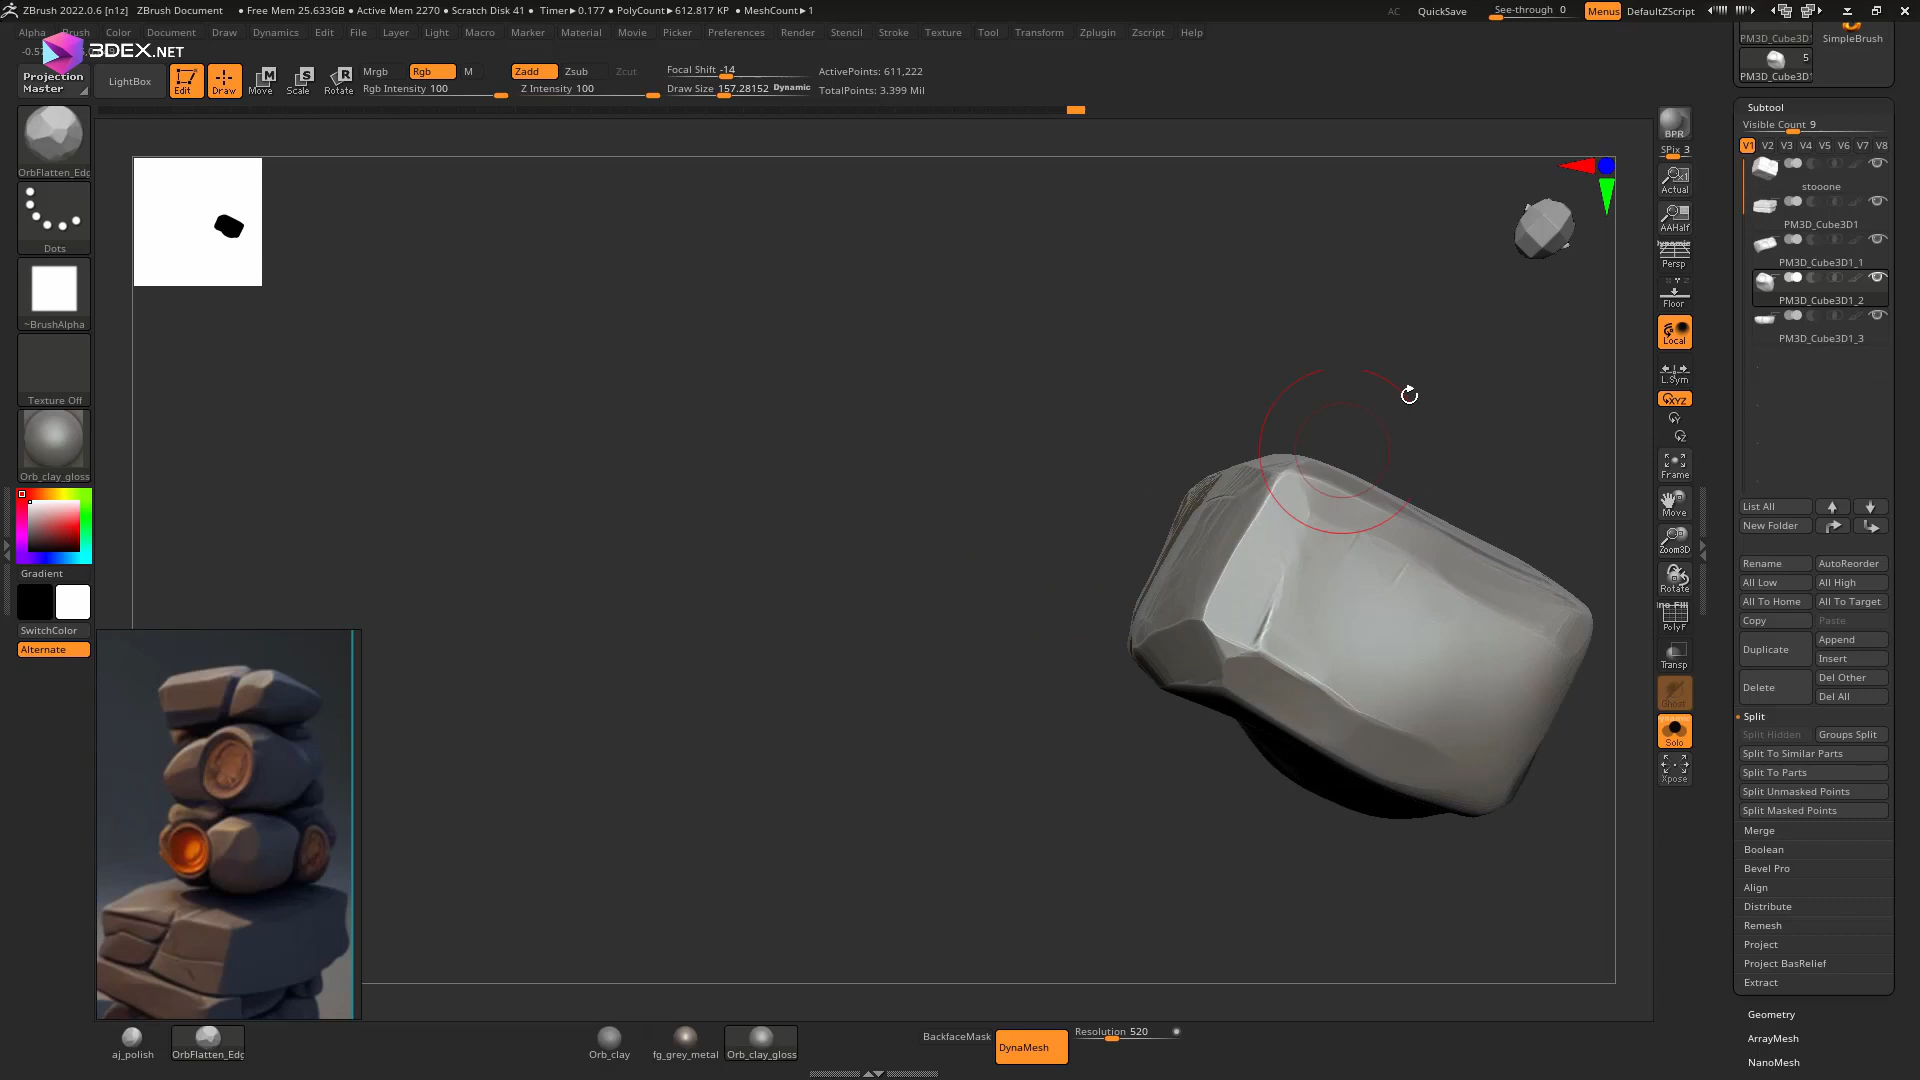 ZBrush 2022.0.6 [n1z] ZBrush Document • Free Mem 25.633GB • Active Mem 2270 • Scratch Disk 41 • Timer▸0.177 • PolyCount▸612.817 KP • MeshCount▸1 AC QuickSave See-through 0 Menus DefaultZScript
Alpha Brush Color Document Draw Dynamics Edit File Layer Light Macro Marker Material Movie Picker Preferences Render Stencil Stroke Texture Tool Transform Zplugin Zscript Help
3DEX.NET
Projection Master
LightBox
Edit
Draw
Move
Scale
Rotate
Mrgb
Rgb
M
Rgb Intensity 100
Zadd
Zsub
Zcut
Z Intensity 100
Focal Shift -14
Draw Size 157.28152 Dynamic
ActivePoints: 611,222
TotalPoints: 3.399 Mil
OrbFlatten_Edg
Dots
~BrushAlpha
Texture Off
Orb_clay_gloss
Gradient
SwitchColor
Alternate
BPR
SPix 3
Actual
AAHalf
Dynamic
Persp
Floor
Local
L.Sym
XYZ
Y
Z
Frame
Move
Zoom3D
Rotate
PolyF
Transp
Ghost
Solo
Xpose
PM3D_Cube3D1
SimpleBrush
5
PM3D_Cube3D1
Subtool
Visible Count 9
V1 V2 V3 V4 V5 V6 V7 V8
stooone
PM3D_Cube3D1
PM3D_Cube3D1_1
PM3D_Cube3D1_2
PM3D_Cube3D1_3
List All
New Folder
Rename AutoReorder
All Low All High
All To Home All To Target
Copy Paste
Duplicate Append
Insert
Delete Del Other
Del All
Split
Split Hidden Groups Split
Split To Similar Parts
Split To Parts
Split Unmasked Points
Split Masked Points
Merge
Boolean
Bevel Pro
Align
Distribute
Remesh
Project
Project BasRelief
Extract
Geometry
ArrayMesh
NanoMesh
aj_polish
OrbFlatten_Edg
Orb_clay
fg_grey_metal
Orb_clay_gloss
BackfaceMask
DynaMesh
Resolution 520